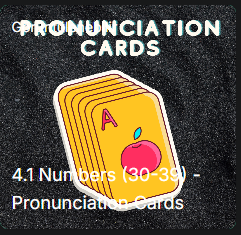 PRONUNCIATION
CARDS
A
4.1 Numbers (30-39) -
Pronunciation Cards